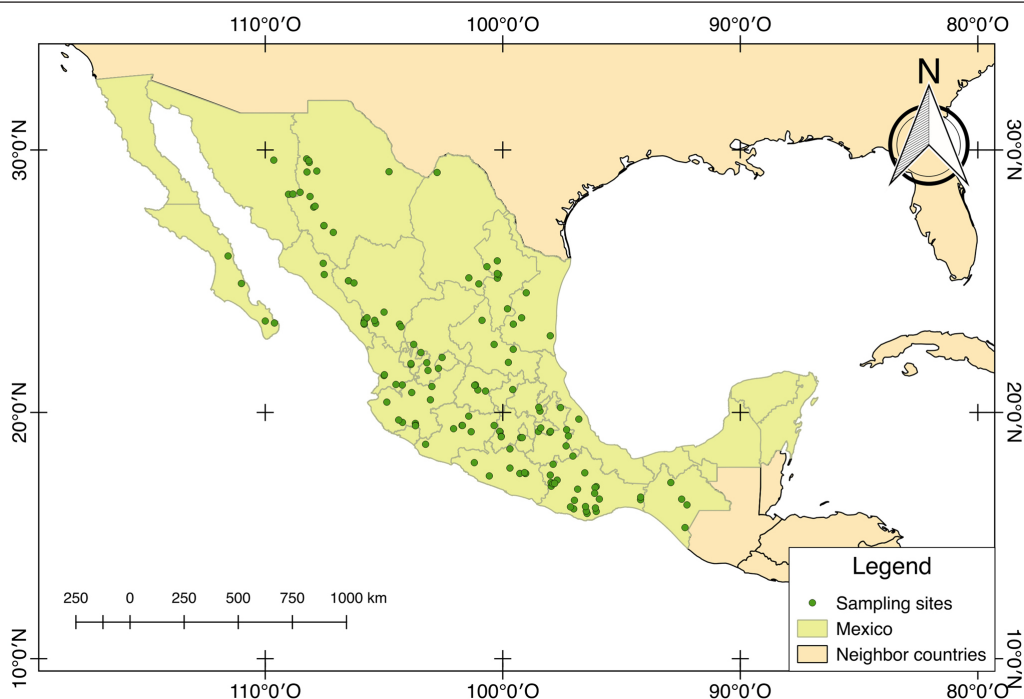 110°0′O 100°0′O 90°0′O 80°0′O
N
30°0′N 30°0′N
20°0′N 20°0′N
250 0 250 500 750 1000 km
Legend
Sampling sites
Mexico
Neighbor countries
10°0′N 10°0′N
110°0′O 100°0′O 90°0′O 80°0′O